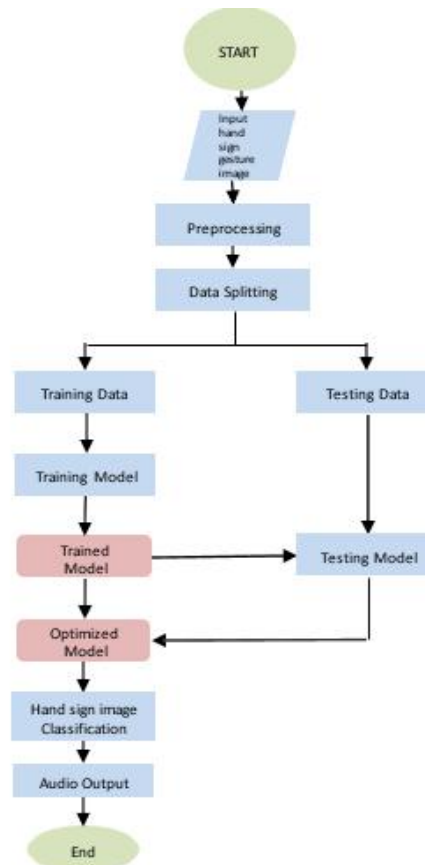 START
Input
hand
sign
gesture
image
Preprocessing
Data Splitting
Training Data
Testing Data
Training Model
Trained
Model
Testing Model
Optimized
Model
Hand sign image
Classification
Audio Output
End